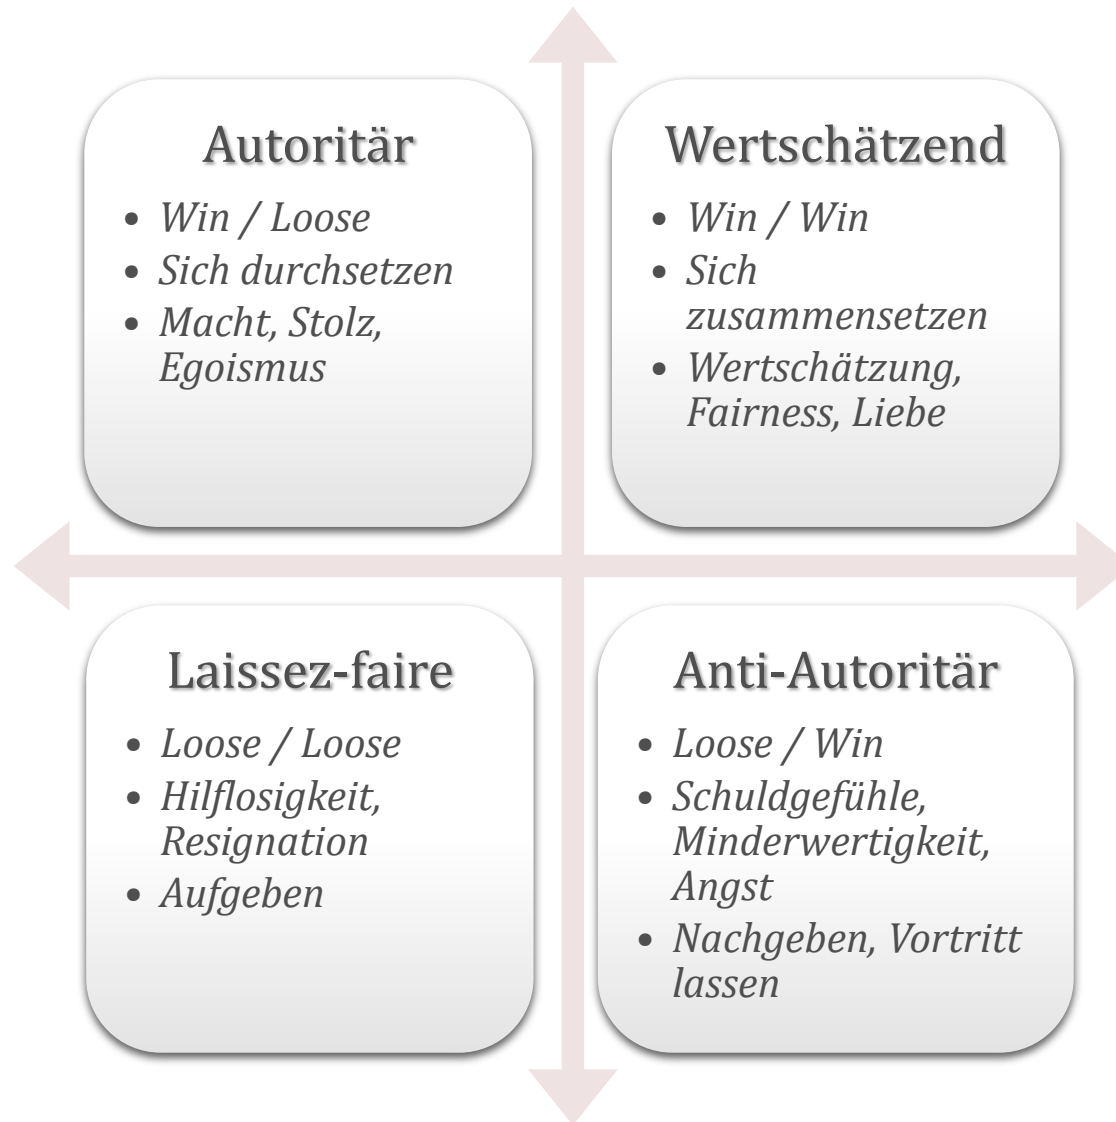 Autoritär
• Win / Loose
• Sich durchsetzen
• Macht, Stolz,
Egoismus
Wertschätzend
• Win / Win
• Sich
zusammensetzen
• Wertschätzung,
Fairness, Liebe
Laissez-faire
• Loose / Loose
• Hilflosigkeit,
Resignation
• Aufgeben
Anti-Autoritär
• Loose / Win
• Schuldgefühle,
Minderwertigkeit,
Angst
• Nachgeben, Vortritt
lassen